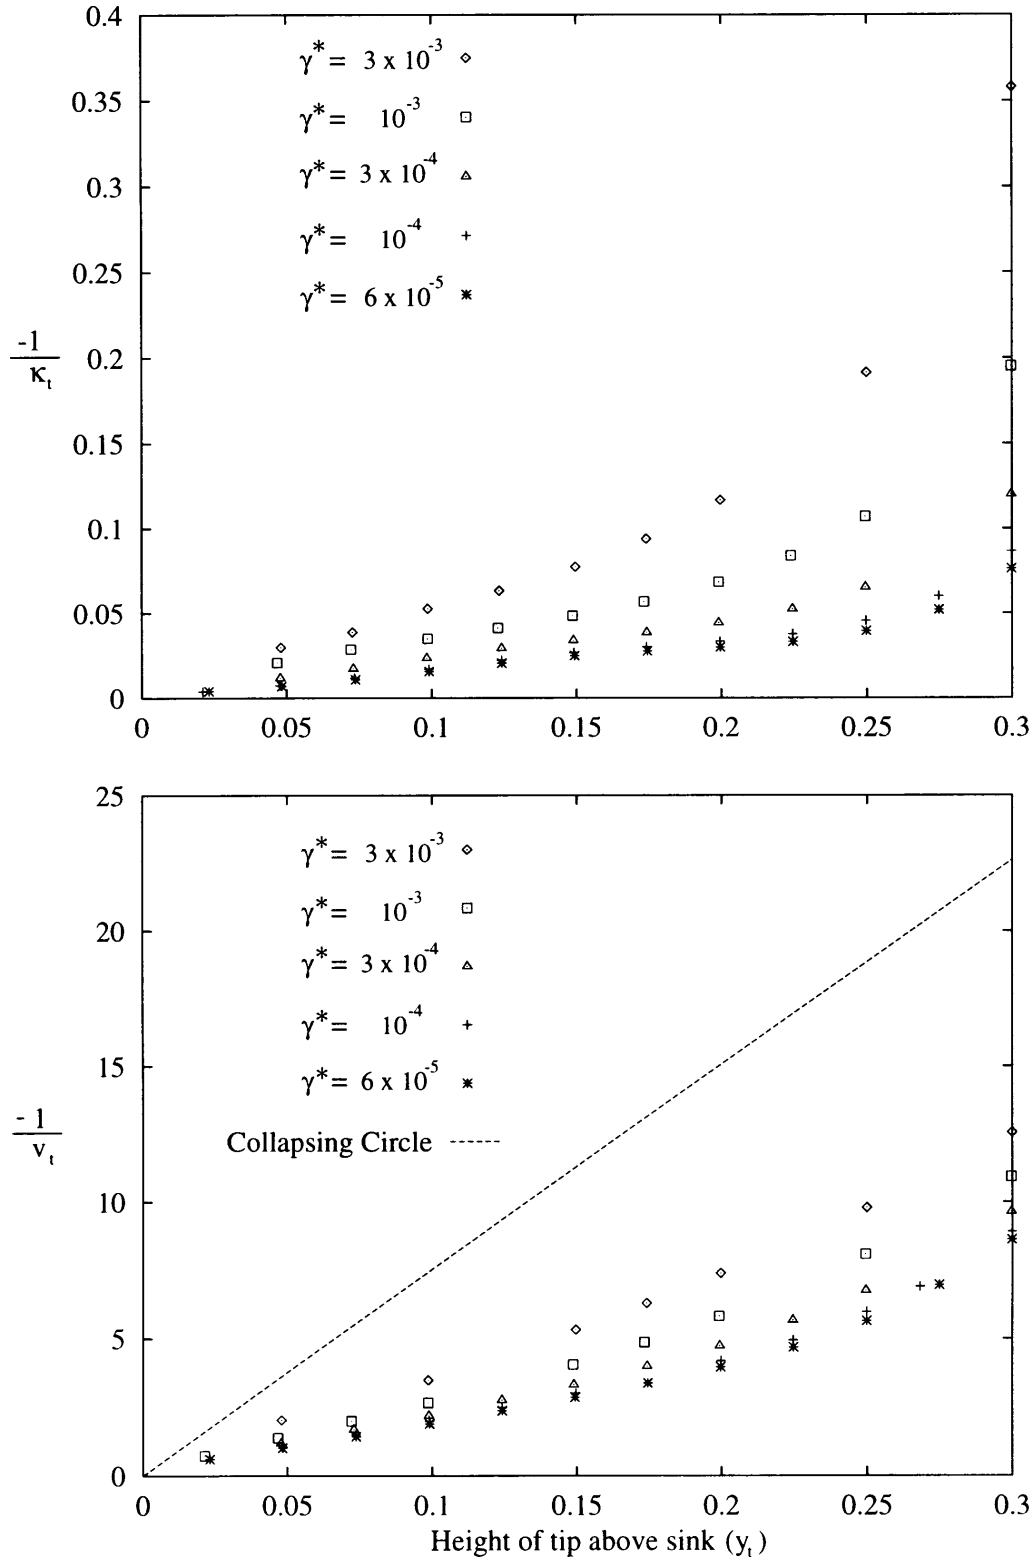 0.4
γ* = 3 x 10⁻³
0.35
γ* = 10⁻³
0.3
γ* = 3 x 10⁻⁴
γ* = 10⁻⁴
0.25
γ* = 6 x 10⁻⁵
-1
κₜ
0.2
0.15
0.1
0.05
0
0 0.05 0.1 0.15 0.2 0.25 0.3
25
γ* = 3 x 10⁻³
γ* = 10⁻³
20
γ* = 3 x 10⁻⁴
γ* = 10⁻⁴
15
γ* = 6 x 10⁻⁵
-1
vₜ
Collapsing Circle
10
5
0
0 0.05 0.1 0.15 0.2 0.25 0.3
Height of tip above sink (yₜ)